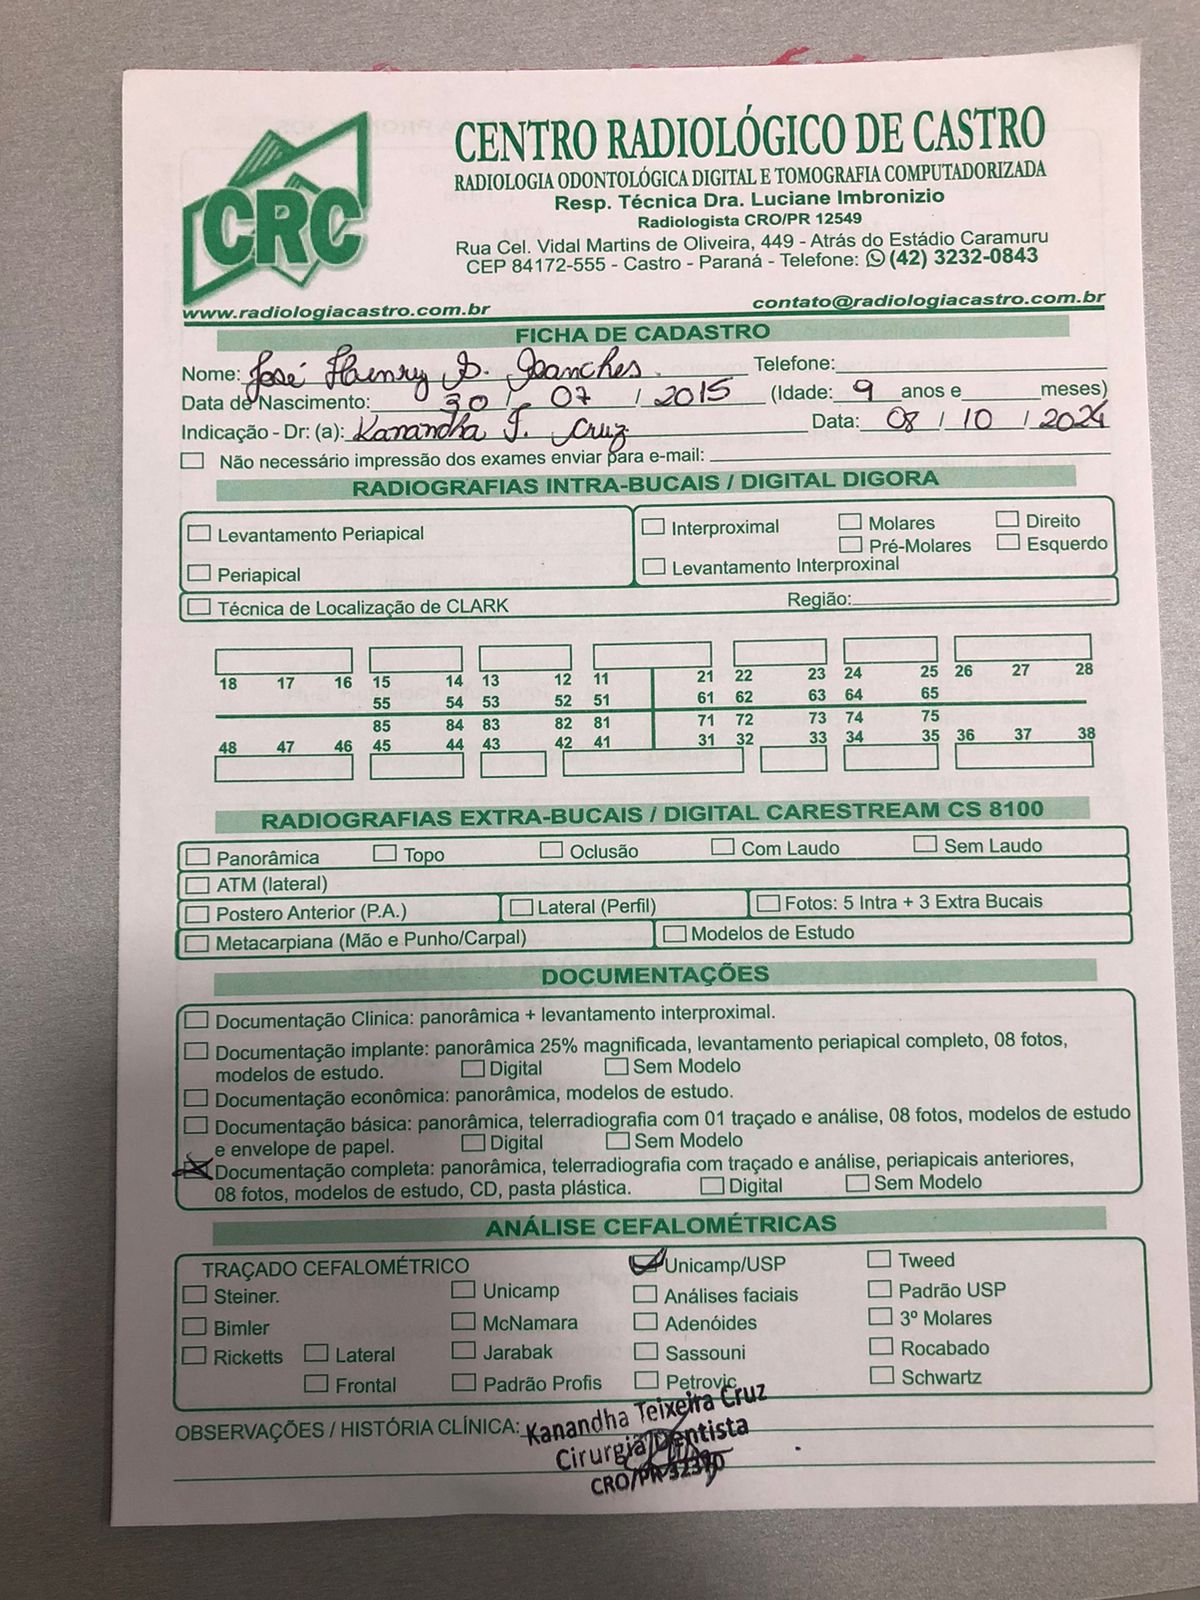 CRC
CENTRO RADIOLÓGICO DE CASTRO
RADIOLOGIA ODONTOLÓGICA DIGITAL E TOMOGRAFIA COMPUTADORIZADA
Resp. Técnica Dra. Luciane Imbronizio
Radiologista CRO/PR 12549
Rua Cel. Vidal Martins de Oliveira, 449 - Atrás do Estádio Caramuru
CEP 84172-555 - Castro - Paraná - Telefone: (42) 3232-0843
www.radiologiacastro.com.br contato@radiologiacastro.com.br
FICHA DE CADASTRO
Nome: José Henry D. Joanches. Telefone:
Data de Nascimento: 30 / 07 / 2015 (Idade: 9 anos e meses)
Indicação - Dr: (a): Kanandha T. Cruz Data: 08 / 10 / 2024
Não necessário impressão dos exames enviar para e-mail:
RADIOGRAFIAS INTRA-BUCAIS / DIGITAL DIGORA
Levantamento Periapical Interproximal Molares Direito
Pré-Molares Esquerdo
Periapical Levantamento Interproxinal
Técnica de Localização de CLARK Região:
18 17 16 15 14 13 12 11 21 22 23 24 25 26 27 28
55 54 53 52 51 61 62 63 64 65
85 84 83 82 81 71 72 73 74 75
48 47 46 45 44 43 42 41 31 32 33 34 35 36 37 38
RADIOGRAFIAS EXTRA-BUCAIS / DIGITAL CARESTREAM CS 8100
Panorâmica Topo Oclusão Com Laudo Sem Laudo
ATM (lateral)
Postero Anterior (P.A.) Lateral (Perfil) Fotos: 5 Intra + 3 Extra Bucais
Metacarpiana (Mão e Punho/Carpal) Modelos de Estudo
DOCUMENTAÇÕES
Documentação Clinica: panorâmica + levantamento interproximal.
Documentação implante: panorâmica 25% magnificada, levantamento periapical completo, 08 fotos,
modelos de estudo. Digital Sem Modelo
Documentação econômica: panorâmica, modelos de estudo.
Documentação básica: panorâmica, telerradiografia com 01 traçado e análise, 08 fotos, modelos de estudo
e envelope de papel. Digital Sem Modelo
Documentação completa: panorâmica, telerradiografia com traçado e análise, periapicais anteriores,
08 fotos, modelos de estudo, CD, pasta plástica. Digital Sem Modelo
ANÁLISE CEFALOMÉTRICAS
TRAÇADO CEFALOMÉTRICO Unicamp/USP Tweed
Steiner. Unicamp Análises faciais Padrão USP
Bimler McNamara Adenóides 3º Molares
Ricketts Lateral Jarabak Sassouni Rocabado
Frontal Padrão Profis Petrovic Schwartz
OBSERVAÇÕES / HISTÓRIA CLÍNICA: Kanandha Teixeira Cruz
Cirurgiã Dentista
CRO/PR 32390